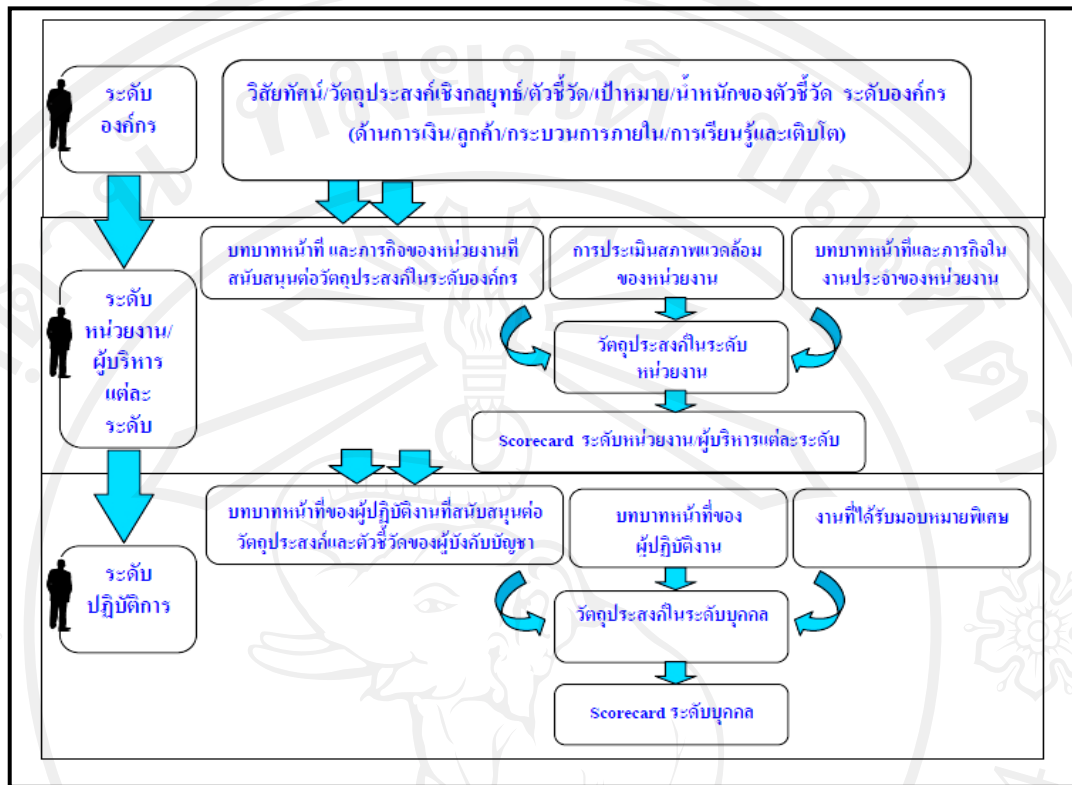 ระดับ
องค์กร
วิสัยทัศน์/วัตถุประสงค์เชิงกลยุทธ์/ตัวชี้วัด/เป้าหมาย/น้ำหนักของตัวชี้วัด ระดับองค์กร
(ด้านการเงิน/ลูกค้า/กระบวนการภายใน/การเรียนรู้และเติบโต)
ระดับ
หน่วยงาน/
ผู้บริหาร
แต่ละ
ระดับ
บทบาทหน้าที่ และภารกิจของหน่วยงานที่
สนับสนุนต่อวัตถุประสงค์ในระดับองค์กร
การประเมินสภาพแวดล้อม
ของหน่วยงาน
บทบาทหน้าที่และภารกิจใน
งานประจำของหน่วยงาน
วัตถุประสงค์ในระดับ
หน่วยงาน
Scorecard ระดับหน่วยงาน/ผู้บริหารแต่ละระดับ
ระดับ
ปฏิบัติการ
บทบาทหน้าที่ของผู้ปฏิบัติงานที่สนับสนุนต่อ
วัตถุประสงค์และตัวชี้วัดของผู้บังคับบัญชา
บทบาทหน้าที่ของ
ผู้ปฏิบัติงาน
งานที่ได้รับมอบหมายพิเศษ
วัตถุประสงค์ในระดับบุคคล
Scorecard ระดับบุคคล